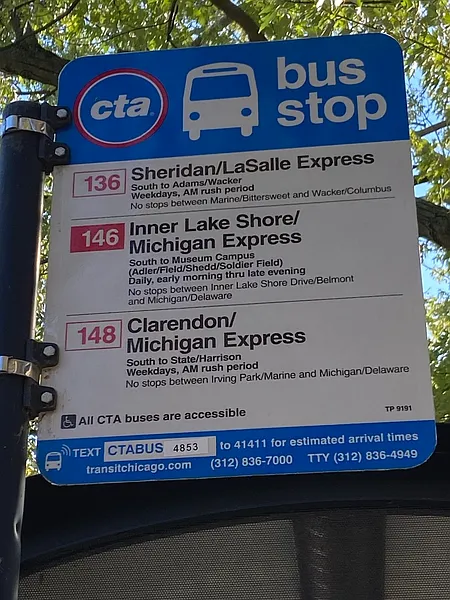 cta
bus
stop
136 Sheridan/LaSalle Express
South to Adams/Wacker
Weekdays, AM rush period
No stops between Marine/Bittersweet and Wacker/Columbus
146 Inner Lake Shore/
Michigan Express
South to Museum Campus
(Adler/Field/Shedd/Soldier Field)
Daily, early morning thru late evening
No stops between Inner Lake Shore Drive/Belmont
and Michigan/Delaware
148 Clarendon/
Michigan Express
South to State/Harrison
Weekdays, AM rush period
No stops between Irving Park/Marine and Michigan/Delaware
All CTA buses are accessible
TP 9191
TEXT CTABUS 4853 to 41411 for estimated arrival times
transitchicago.com (312) 836-7000 TTY (312) 836-4949